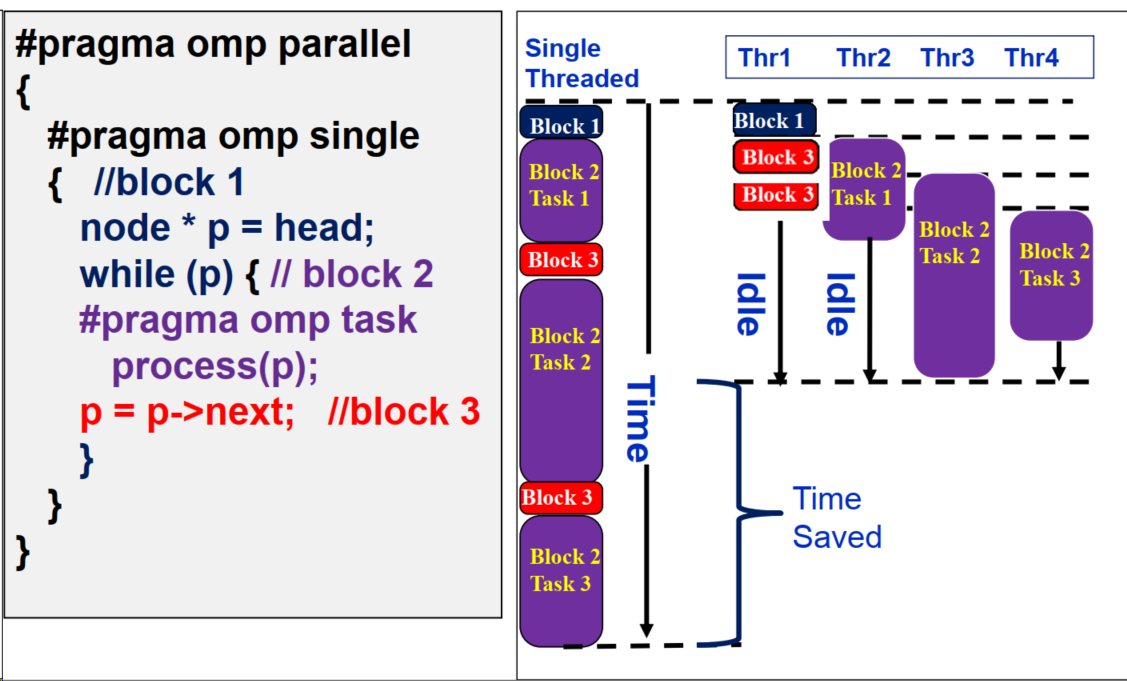 #pragma omp parallel
{
#pragma omp single
{ //block 1
node * p = head;
while (p) { // block 2
#pragma omp task
process(p);
p = p->next; //block 3
}
}
}
Single
Threaded
Block 1
Block 2
Task 1
Block 3
Block 2
Task 2
Block 3
Block 2
Task 3
Time
Thr1 Thr2 Thr3 Thr4
Block 1
Block 3
Block 3
Idle
Block 2
Task 1
Idle
Block 2
Task 2
Block 2
Task 3
Time
Saved